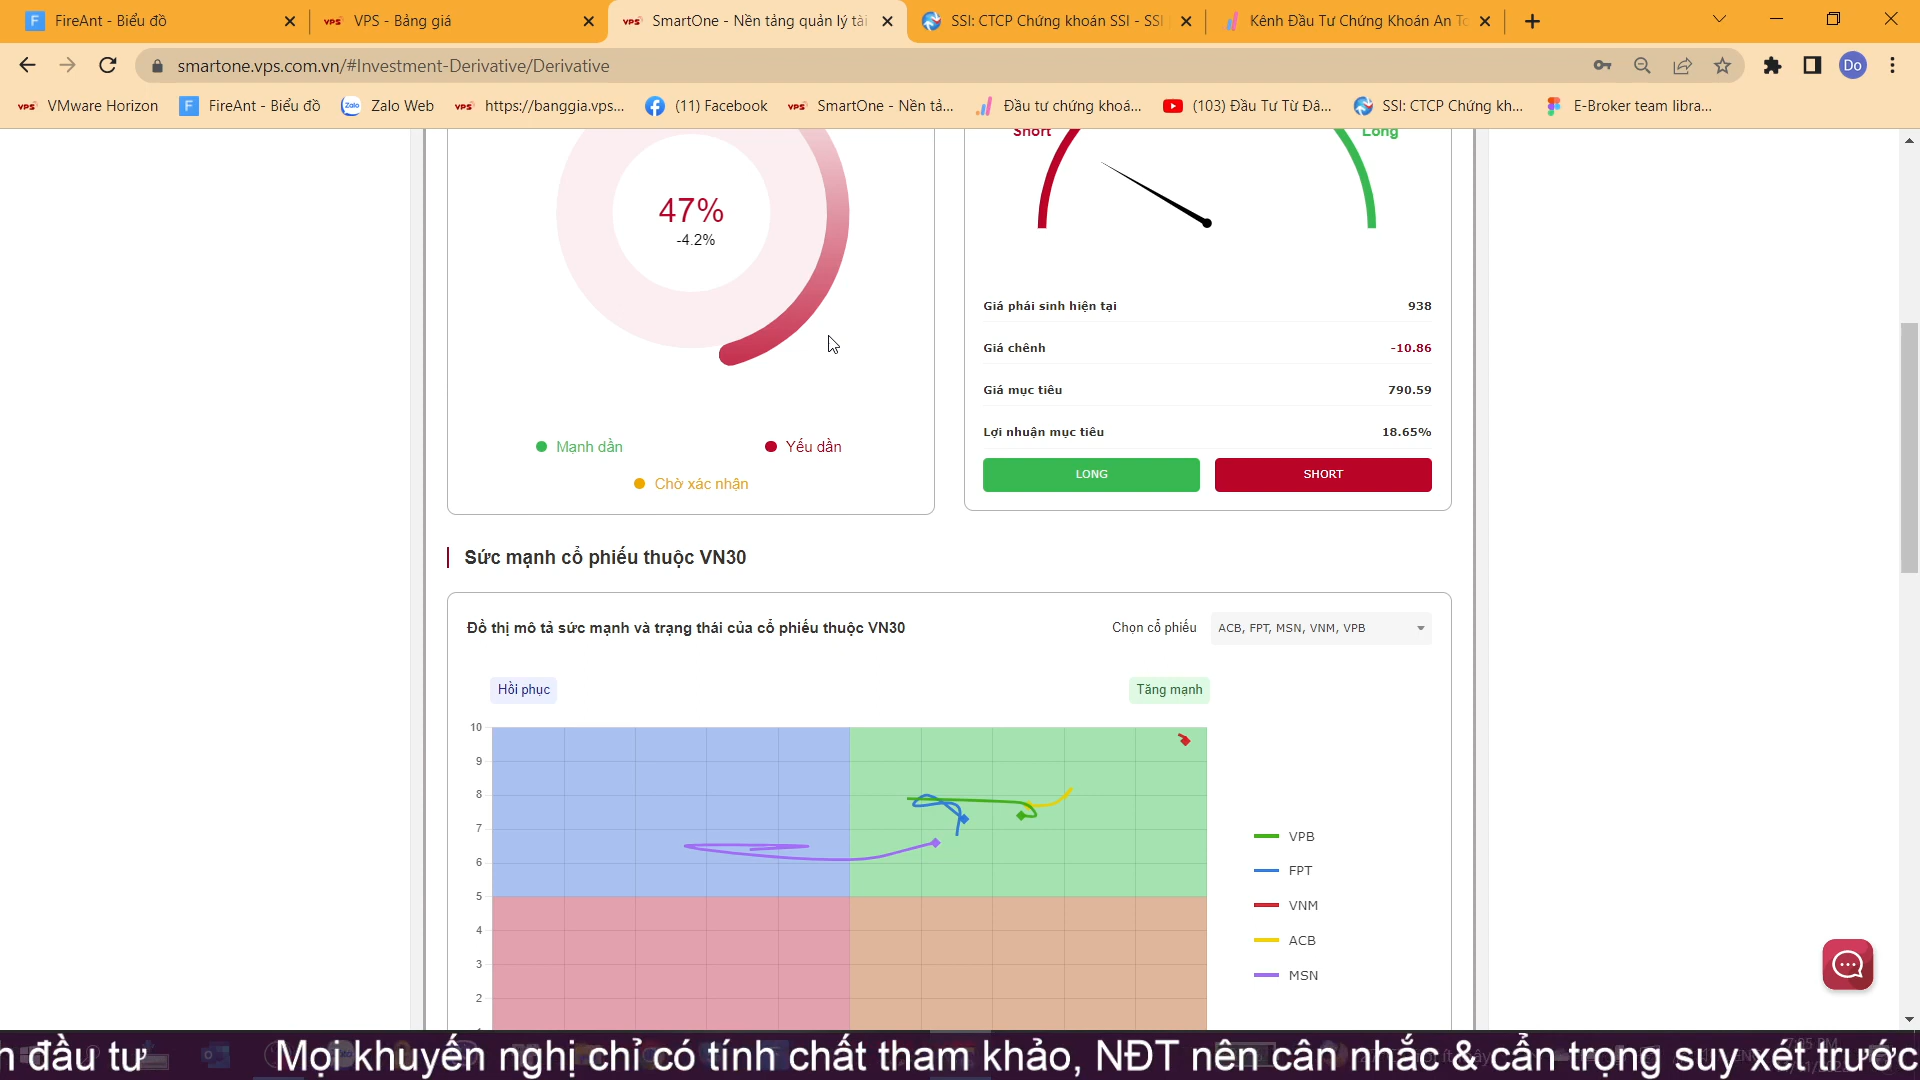 FireAnt - Biểu đồ
VPS - Bảng giá
SmartOne - Nền tảng quản lý tài
SSI: CTCP Chứng khoán SSI - SSI
Kênh Đầu Tư Chứng Khoán An To
smartone.vps.com.vn/#Investment-Derivative/Derivative
Do
VMware Horizon
FireAnt - Biểu đồ
Zalo Web
https://banggia.vps...
(11) Facebook
SmartOne - Nền tả...
Đầu tư chứng khoá...
(103) Đầu Tư Từ Đâ...
SSI: CTCP Chứng kh...
E-Broker team libra...
Short
Long
47%
-4.2%
Mạnh dần
Yếu dần
Chờ xác nhận
Giá phái sinh hiện tại 938
Giá chênh -10.86
Giá mục tiêu 790.59
Lợi nhuận mục tiêu 18.65%
LONG
SHORT
Sức mạnh cổ phiếu thuộc VN30
Đồ thị mô tả sức mạnh và trạng thái của cổ phiếu thuộc VN30
Chọn cổ phiếu
ACB, FPT, MSN, VNM, VPB
Hồi phục
Tăng mạnh
10
9
8
7
6
5
4
3
2
VPB
FPT
VNM
ACB
MSN
h đầu tư
Mọi khuyến nghị chỉ có tính chất tham khảo, NĐT nên cân nhắc & cẩn trọng suy xét trước